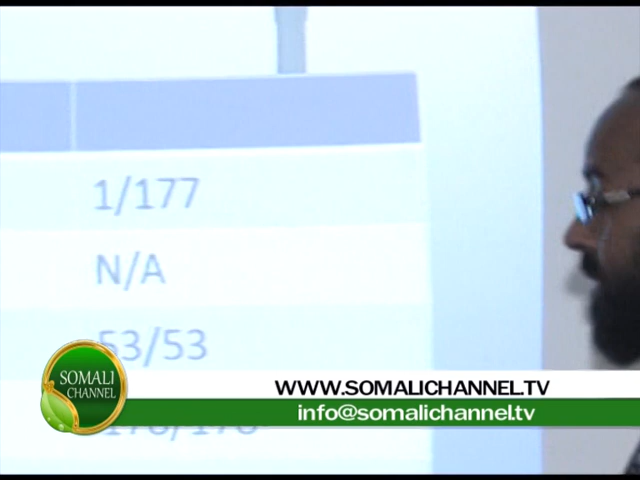 1/177
N/A
53/53
SOMALI
CHANNEL
WWW.SOMALICHANNEL.TV
info@somalichannel.tv